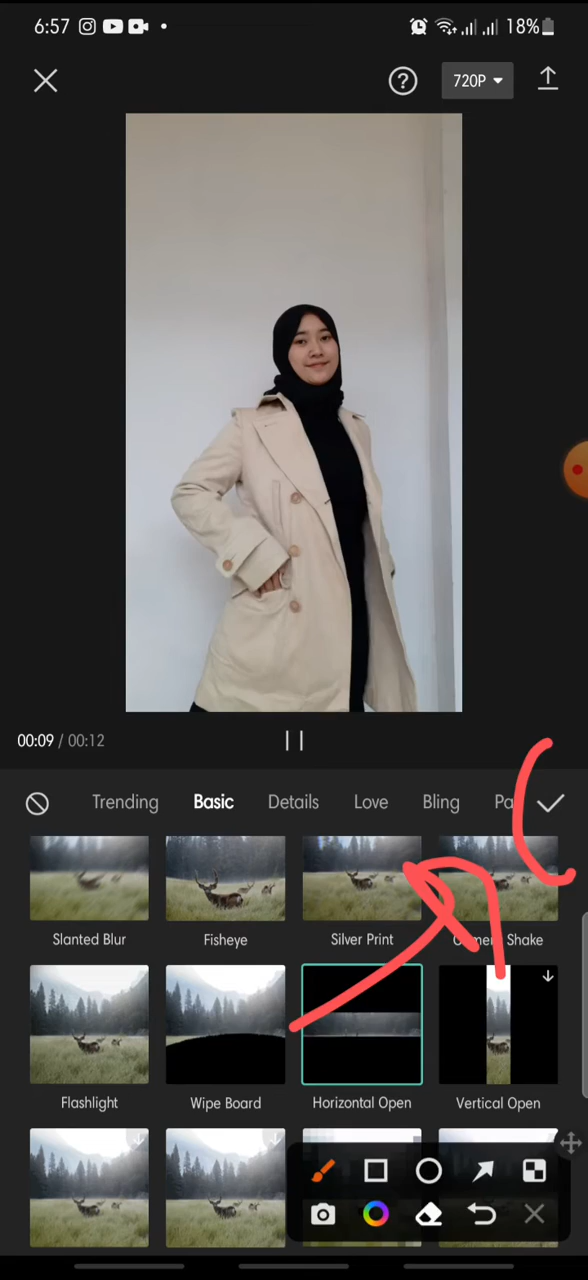 6:57 18%
720P
00:09 / 00:12
Trending Basic Details Love Bling Pa
Slanted Blur Fisheye Silver Print Camera Shake
Flashlight Wipe Board Horizontal Open Vertical Open